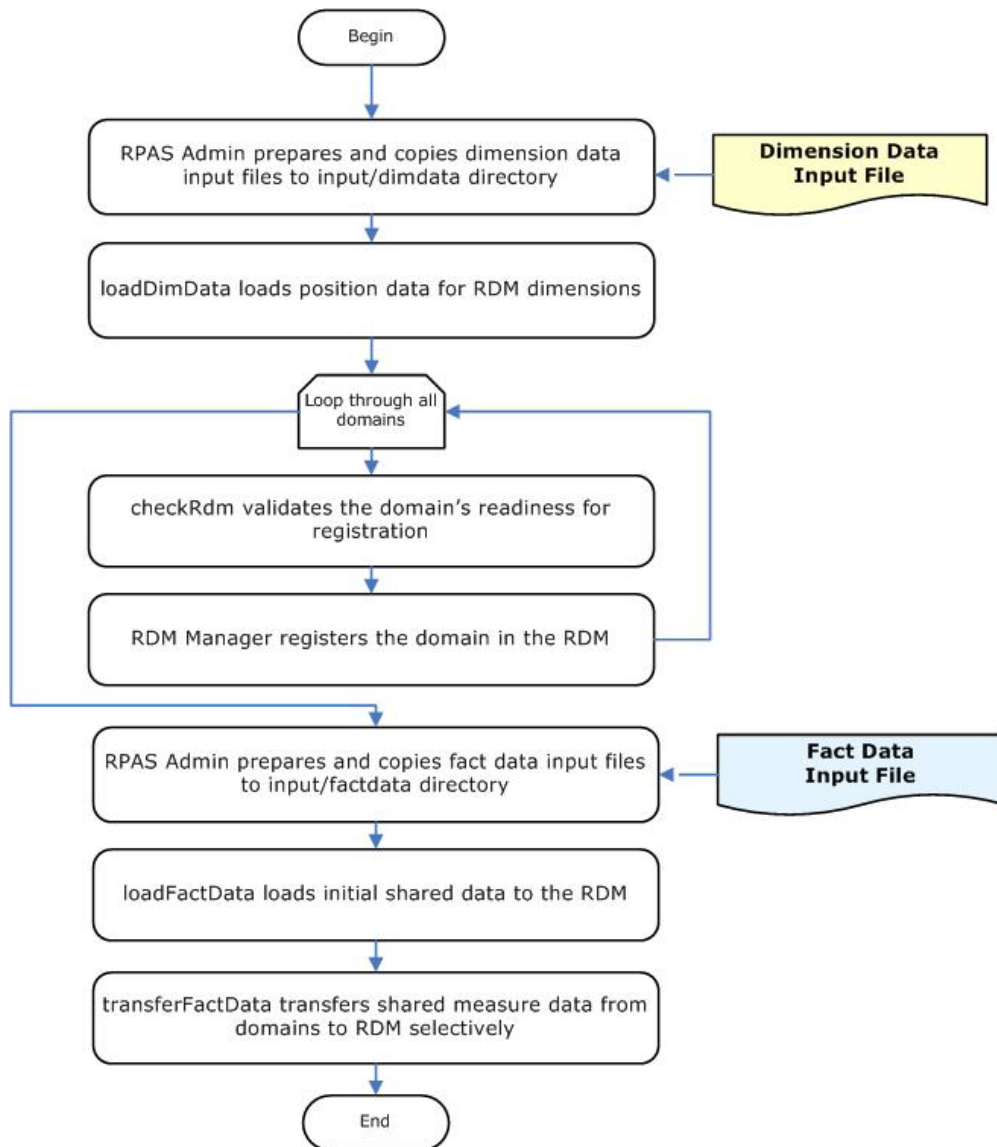 Begin
RPAS Admin prepares and copies dimension data
input files to input/dimdata directory
Dimension Data
Input File
loadDimData loads position data for RDM dimensions
Loop through all
domains
checkRdm validates the domain's readiness for
registration
RDM Manager registers the domain in the RDM
RPAS Admin prepares and copies fact data input files
to input/factdata directory
Fact Data
Input File
loadFactData loads initial shared data to the RDM
transferFactData transfers shared measure data from
domains to RDM selectively
End